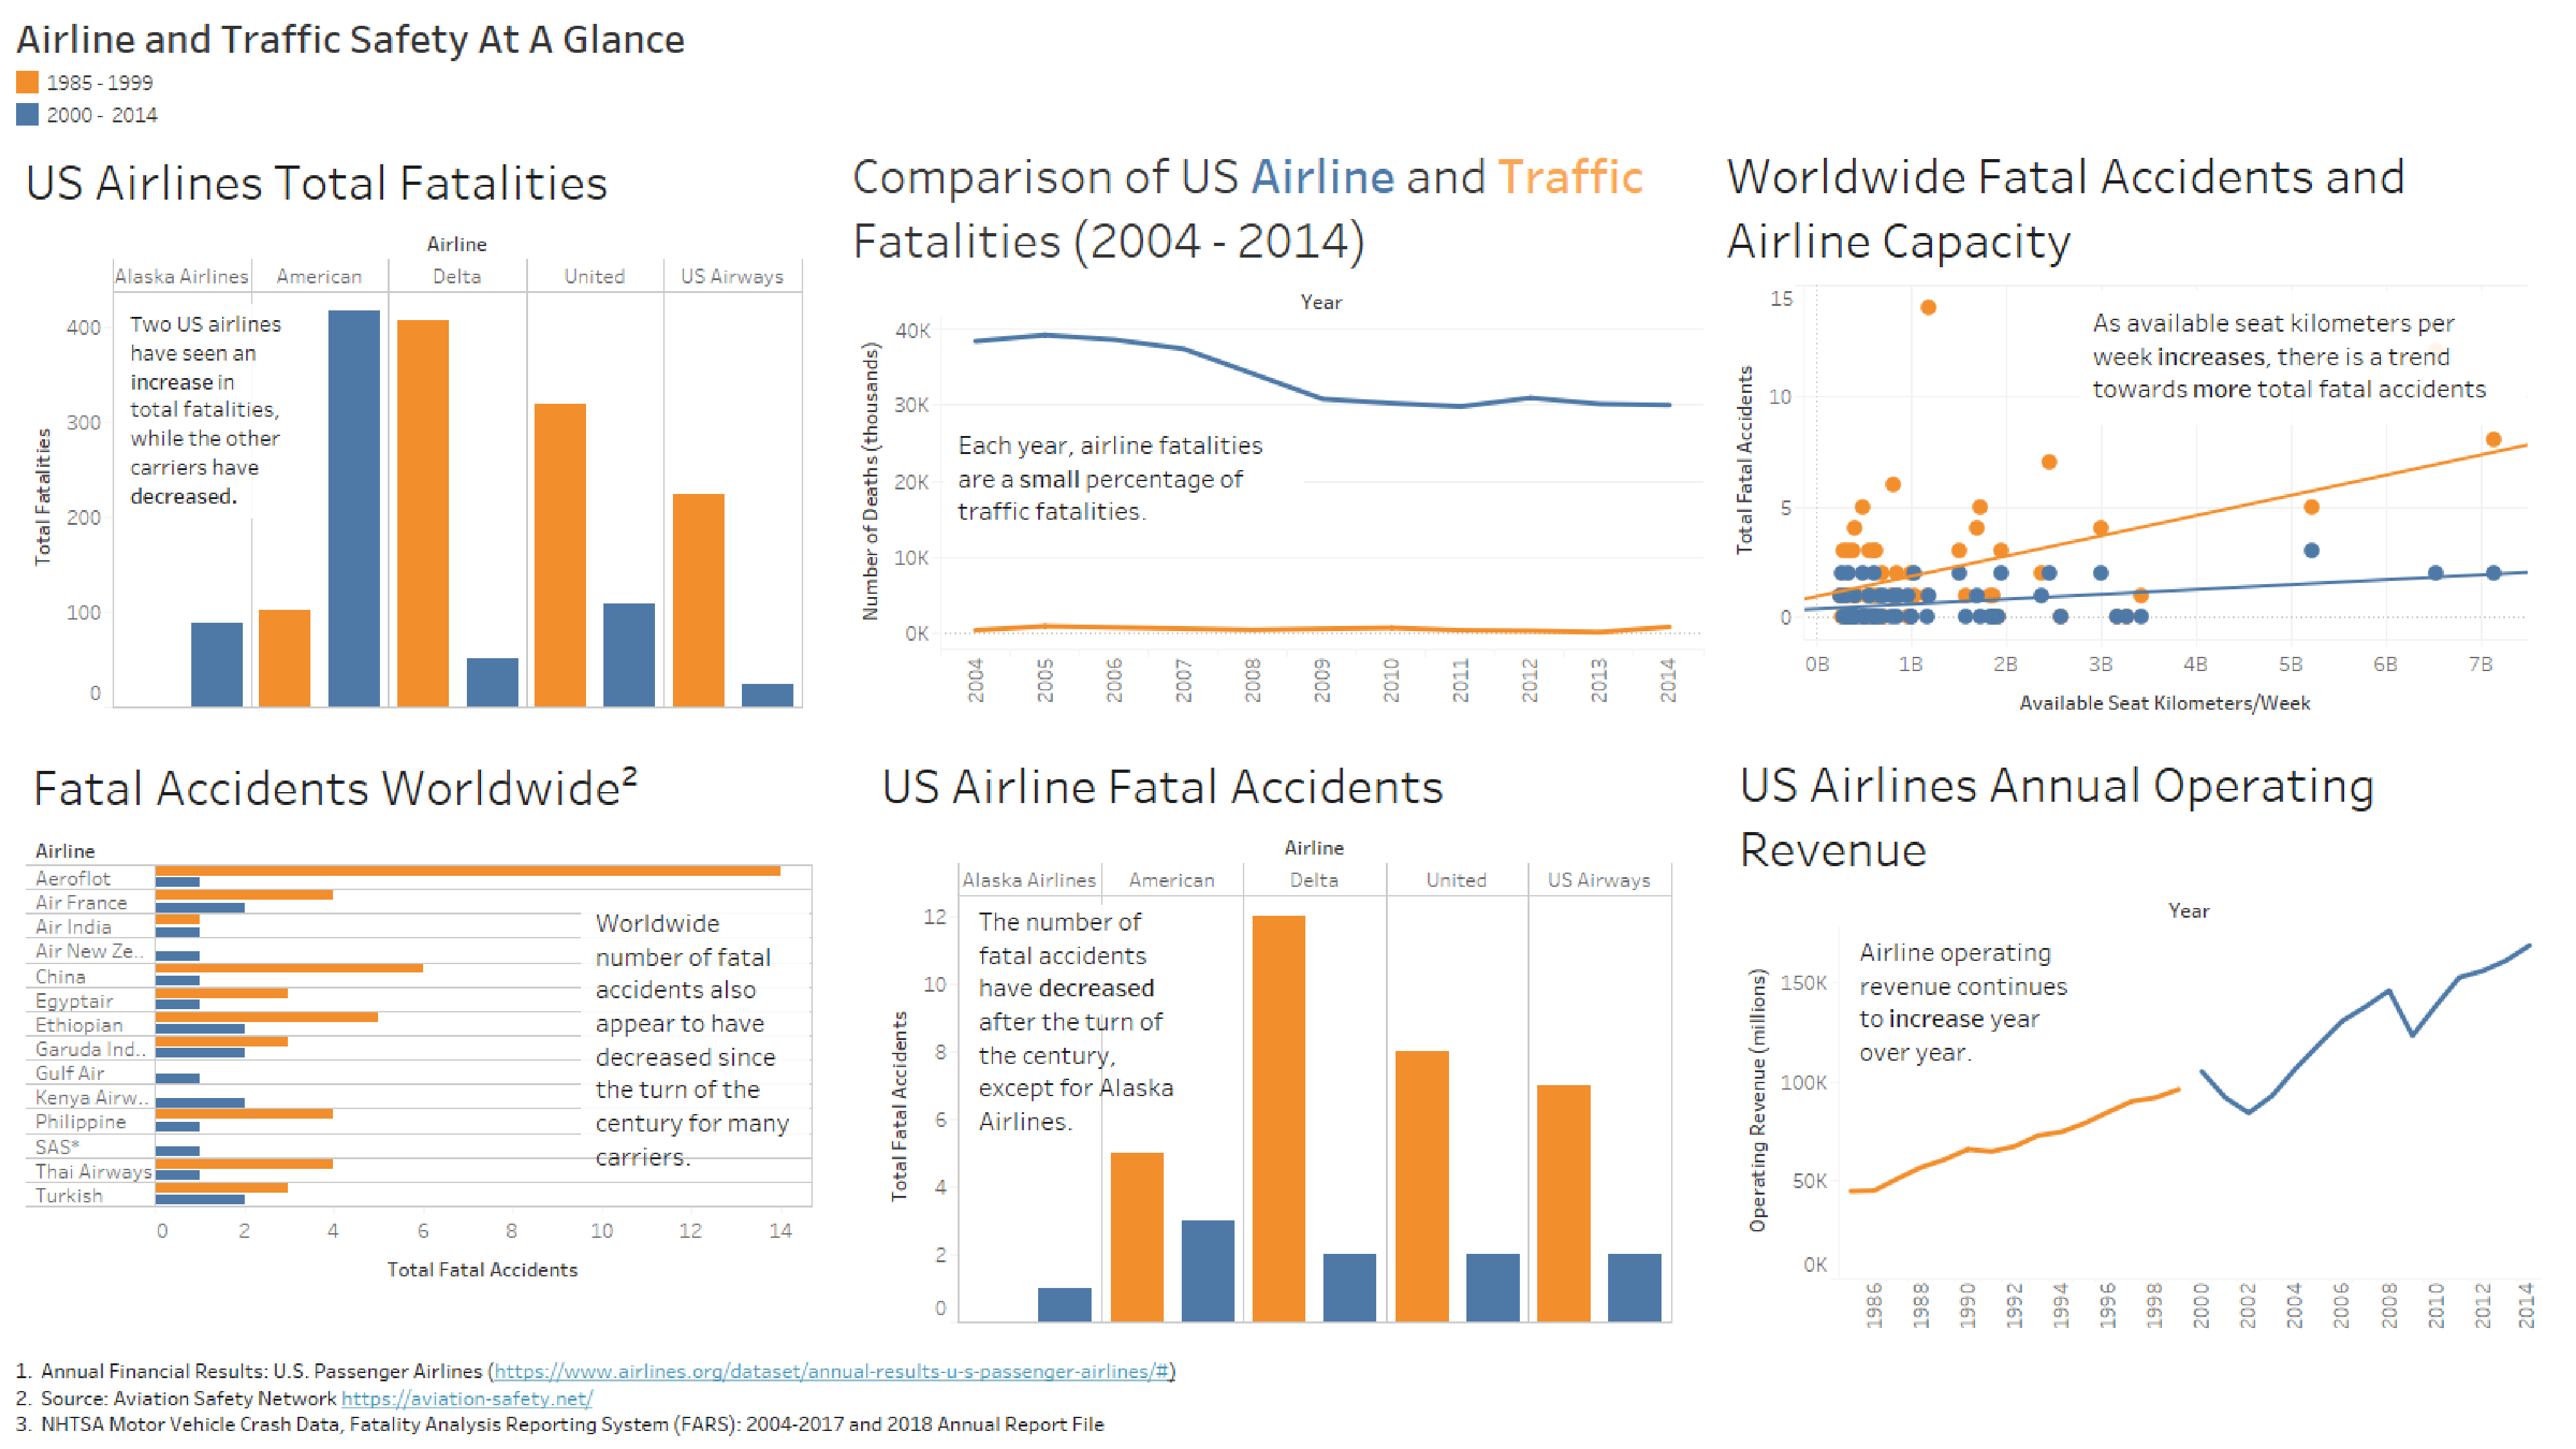 Airline and Traffic Safety At A Glance
1985 - 1999
2000 - 2014
US Airlines Total Fatalities
Airline
Alaska Airlines American Delta United US Airways
Total Fatalities
400
300
200
100
0
Two US airlines
have seen an
increase in
total fatalities,
while the other
carriers have
decreased.
Comparison of US Airline and Traffic
Fatalities (2004 - 2014)
Year
Number of Deaths (thousands)
40K
30K
20K
10K
0K
Each year, airline fatalities
are a small percentage of
traffic fatalities.
2004 2005 2006 2007 2008 2009 2010 2011 2012 2013 2014
Worldwide Fatal Accidents and
Airline Capacity
Total Fatal Accidents
15
10
5
0
As available seat kilometers per
week increases, there is a trend
towards more total fatal accidents
0B 1B 2B 3B 4B 5B 6B 7B
Available Seat Kilometers/Week
Fatal Accidents Worldwide²
Airline
Aeroflot
Air France
Air India
Air New Ze..
China
Egyptair
Ethiopian
Garuda Ind..
Gulf Air
Kenya Airw..
Philippine
SAS*
Thai Airways
Turkish
Worldwide
number of fatal
accidents also
appear to have
decreased since
the turn of the
century for many
carriers.
0 2 4 6 8 10 12 14
Total Fatal Accidents
US Airline Fatal Accidents
Airline
Alaska Airlines American Delta United US Airways
Total Fatal Accidents
12
10
8
6
4
2
0
The number of
fatal accidents
have decreased
after the turn of
the century,
except for Alaska
Airlines.
US Airlines Annual Operating
Revenue
Year
Operating Revenue (millions)
150K
100K
50K
0K
Airline operating
revenue continues
to increase year
over year.
1986 1988 1990 1992 1994 1996 1998 2000 2002 2004 2006 2008 2010 2012 2014
1. Annual Financial Results: U.S. Passenger Airlines (https://www.airlines.org/dataset/annual-results-u-s-passenger-airlines/#)
2. Source: Aviation Safety Network https://aviation-safety.net/
3. NHTSA Motor Vehicle Crash Data, Fatality Analysis Reporting System (FARS): 2004-2017 and 2018 Annual Report File